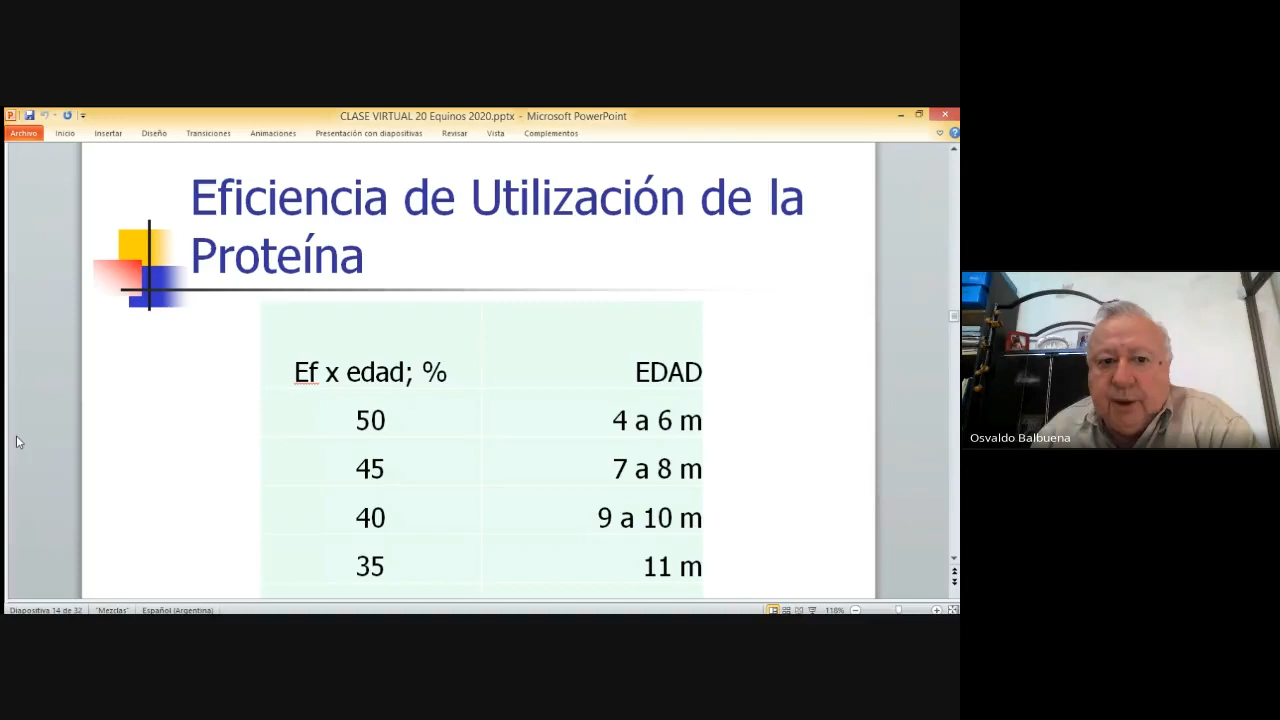 CLASE VIRTUAL 20 Equinos 2020.pptx - Microsoft PowerPoint
Archivo Inicio Insertar Diseño Transiciones Animaciones Presentación con diapositivas Revisar Vista Complementos
Eficiencia de Utilización de la
Proteína
Ef x edad; % EDAD
50 4 a 6 m
45 7 a 8 m
40 9 a 10 m
35 11 m
Diapositiva 14 de 32 "Mezclas" Español (Argentina) 118%
Osvaldo Balbuena